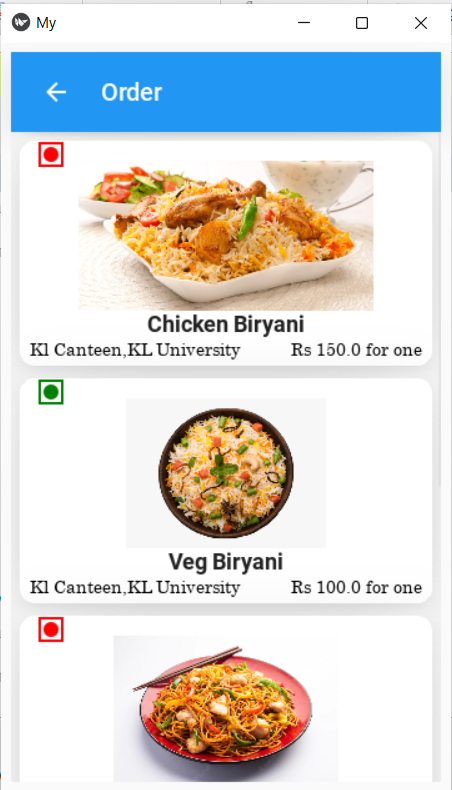 My
Order
Chicken Biryani
Kl Canteen,KL University Rs 150.0 for one
Veg Biryani
Kl Canteen,KL University Rs 100.0 for one